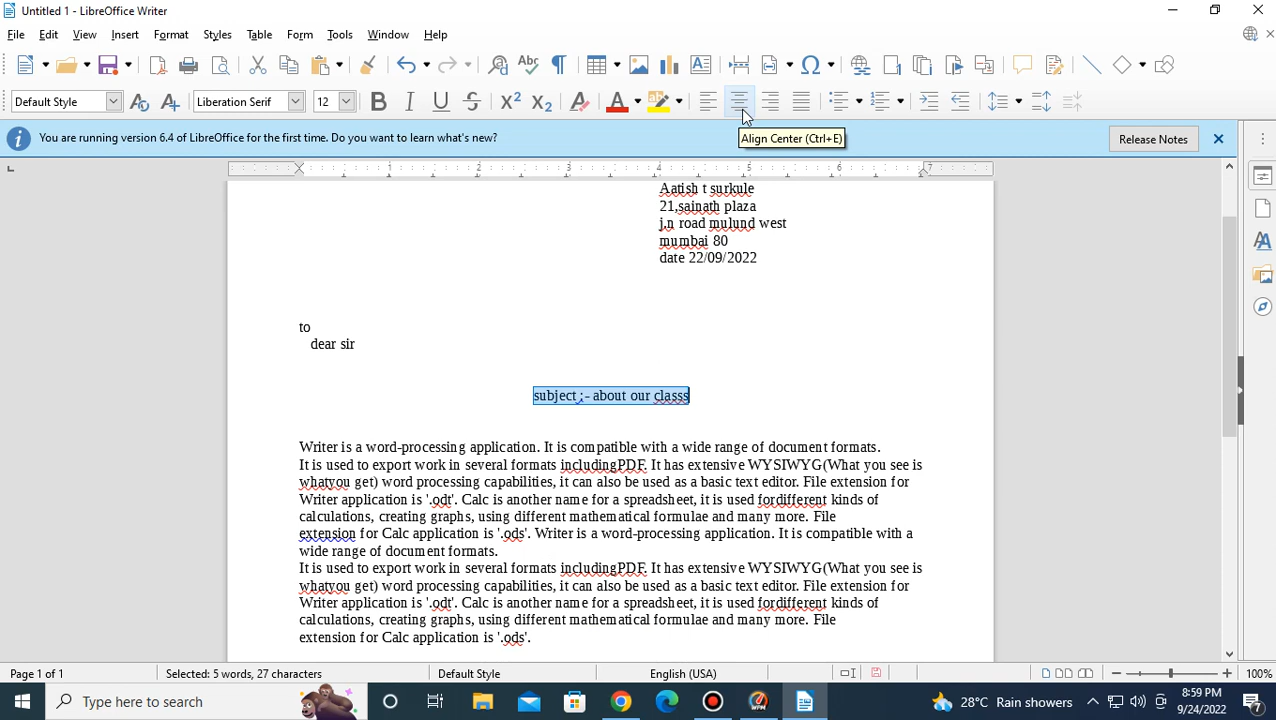 Untitled 1 - LibreOffice Writer
File Edit View Insert Format Styles Table Form Tools Window Help
Default Style Liberation Serif 12
Align Center (Ctrl+E)
You are running version 6.4 of LibreOffice for the first time. Do you want to learn what's new? Release Notes
1 2 3 4 5 6 7
Aatish t surkule
21,sainath plaza
j.n road mulund west
mumbai 80
date 22/09/2022
to
dear sir
subject :- about our classs
Writer is a word-processing application. It is compatible with a wide range of document formats.
It is used to export work in several formats includingPDF. It has extensive WYSIWYG(What you see is
whatyou get) word processing capabilities, it can also be used as a basic text editor. File extension for
Writer application is '.odt'. Calc is another name for a spreadsheet, it is used fordifferent kinds of
calculations, creating graphs, using different mathematical formulae and many more. File
extension for Calc application is '.ods'. Writer is a word-processing application. It is compatible with a
wide range of document formats.
It is used to export work in several formats includingPDF. It has extensive WYSIWYG(What you see is
whatyou get) word processing capabilities, it can also be used as a basic text editor. File extension for
Writer application is '.odt'. Calc is another name for a spreadsheet, it is used fordifferent kinds of
calculations, creating graphs, using different mathematical formulae and many more. File
extension for Calc application is '.ods'.
Page 1 of 1 Selected: 5 words, 27 characters Default Style English (USA) 100%
Type here to search 28°C Rain showers 8:59 PM
9/24/2022 7